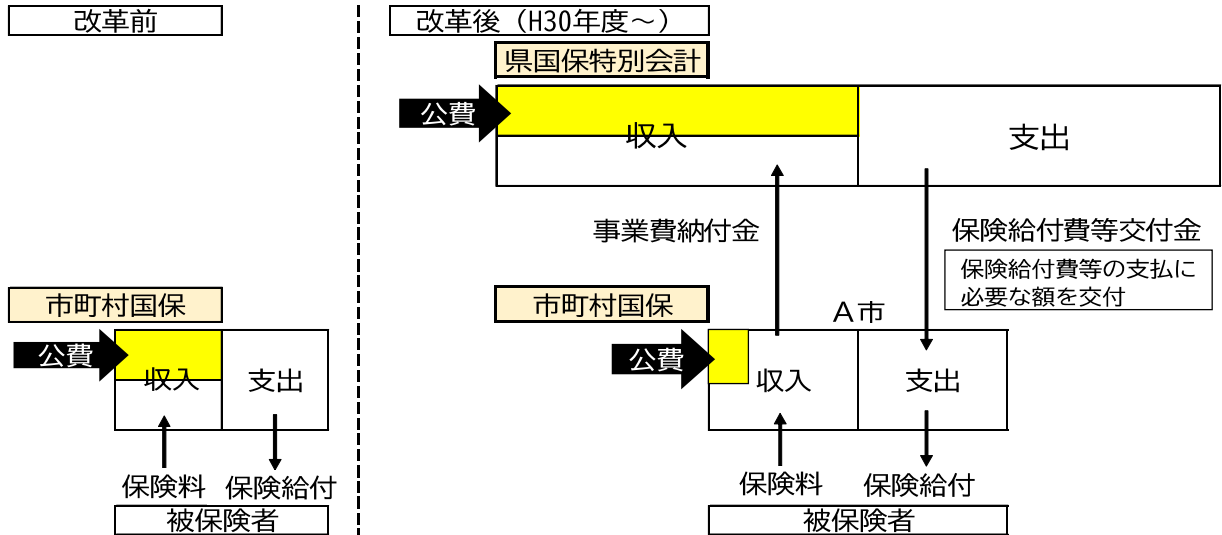 改革前
市町村国保
公費
収入
支出
保険料
保険給付
被保険者
改革後（H30年度～）
県国保特別会計
公費
収入
支出
事業費納付金
保険給付費等交付金
保険給付費等の支払に
必要な額を交付
市町村国保
A市
公費
収入
支出
保険料
保険給付
被保険者